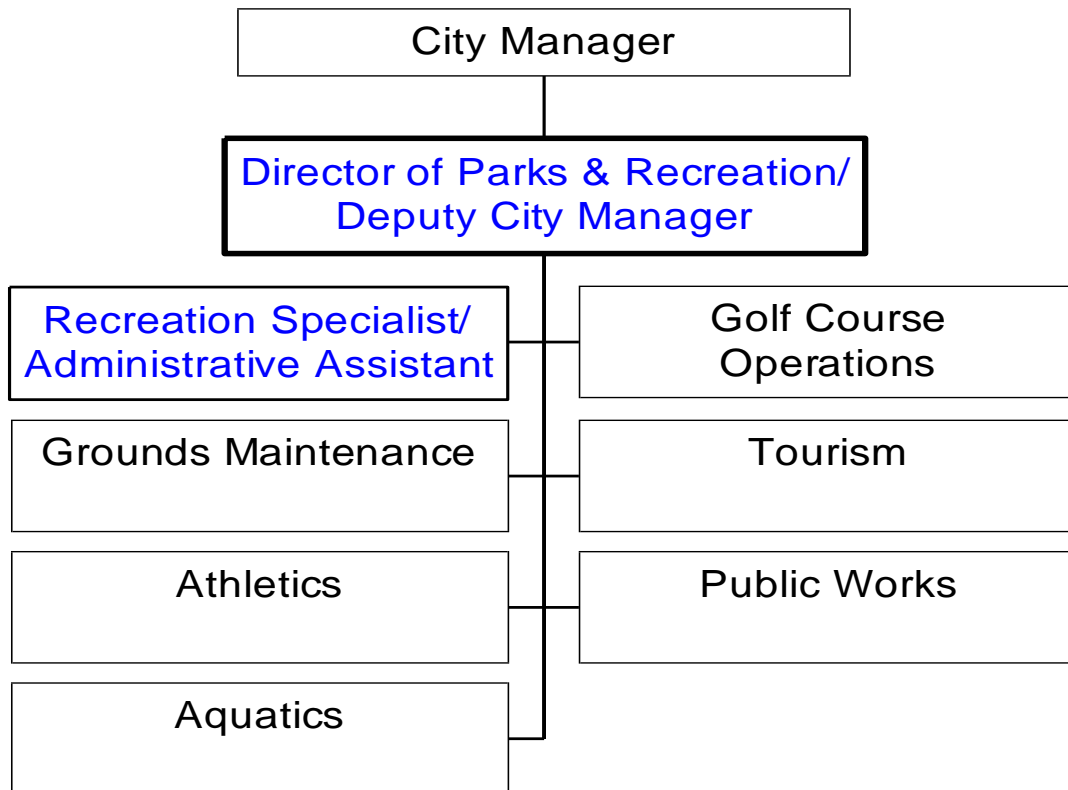 City Manager
Director of Parks & Recreation/
Deputy City Manager
Recreation Specialist/
Administrative Assistant
Golf Course
Operations
Grounds Maintenance
Tourism
Athletics
Public Works
Aquatics